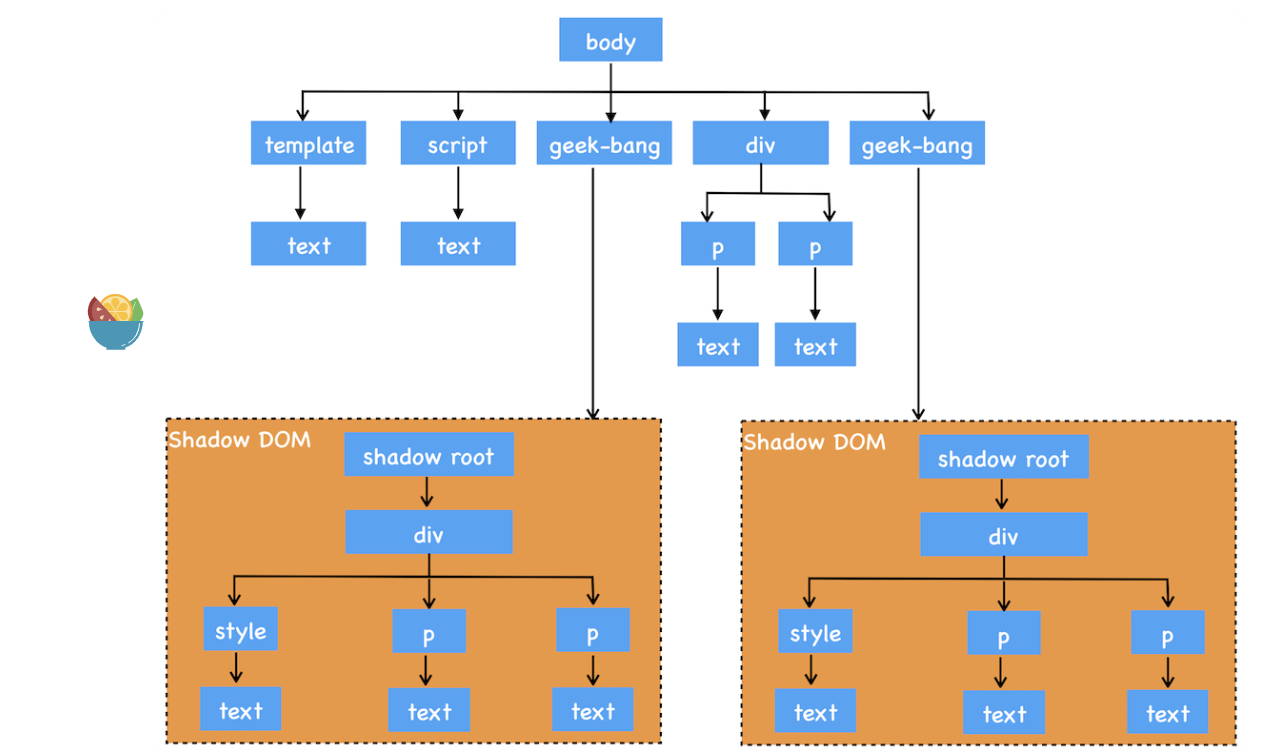 body
template
script
geek-bang
div
geek-bang
text
text
p
p
text
text
Shadow DOM
shadow root
div
style
p
p
text
text
text
Shadow DOM
shadow root
div
style
p
p
text
text
text